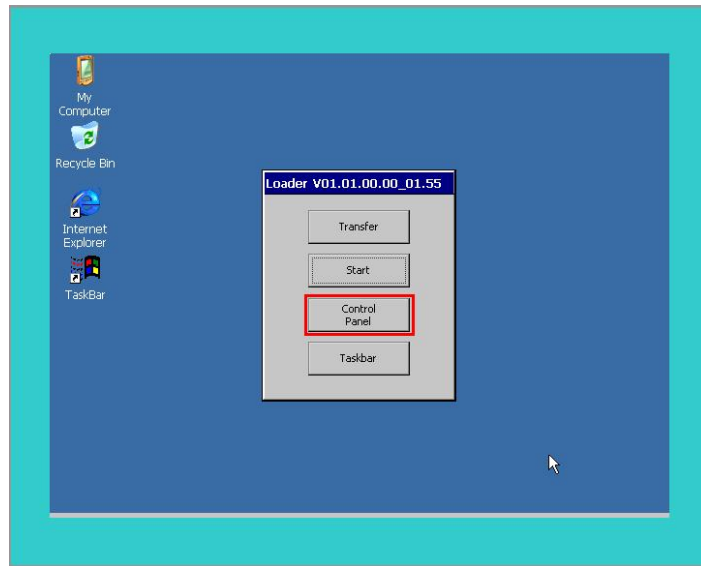 My
Computer
Recycle Bin
Internet
Explorer
TaskBar
Loader V01.01.00.00_01.55
Transfer
Start
Control
Panel
Taskbar